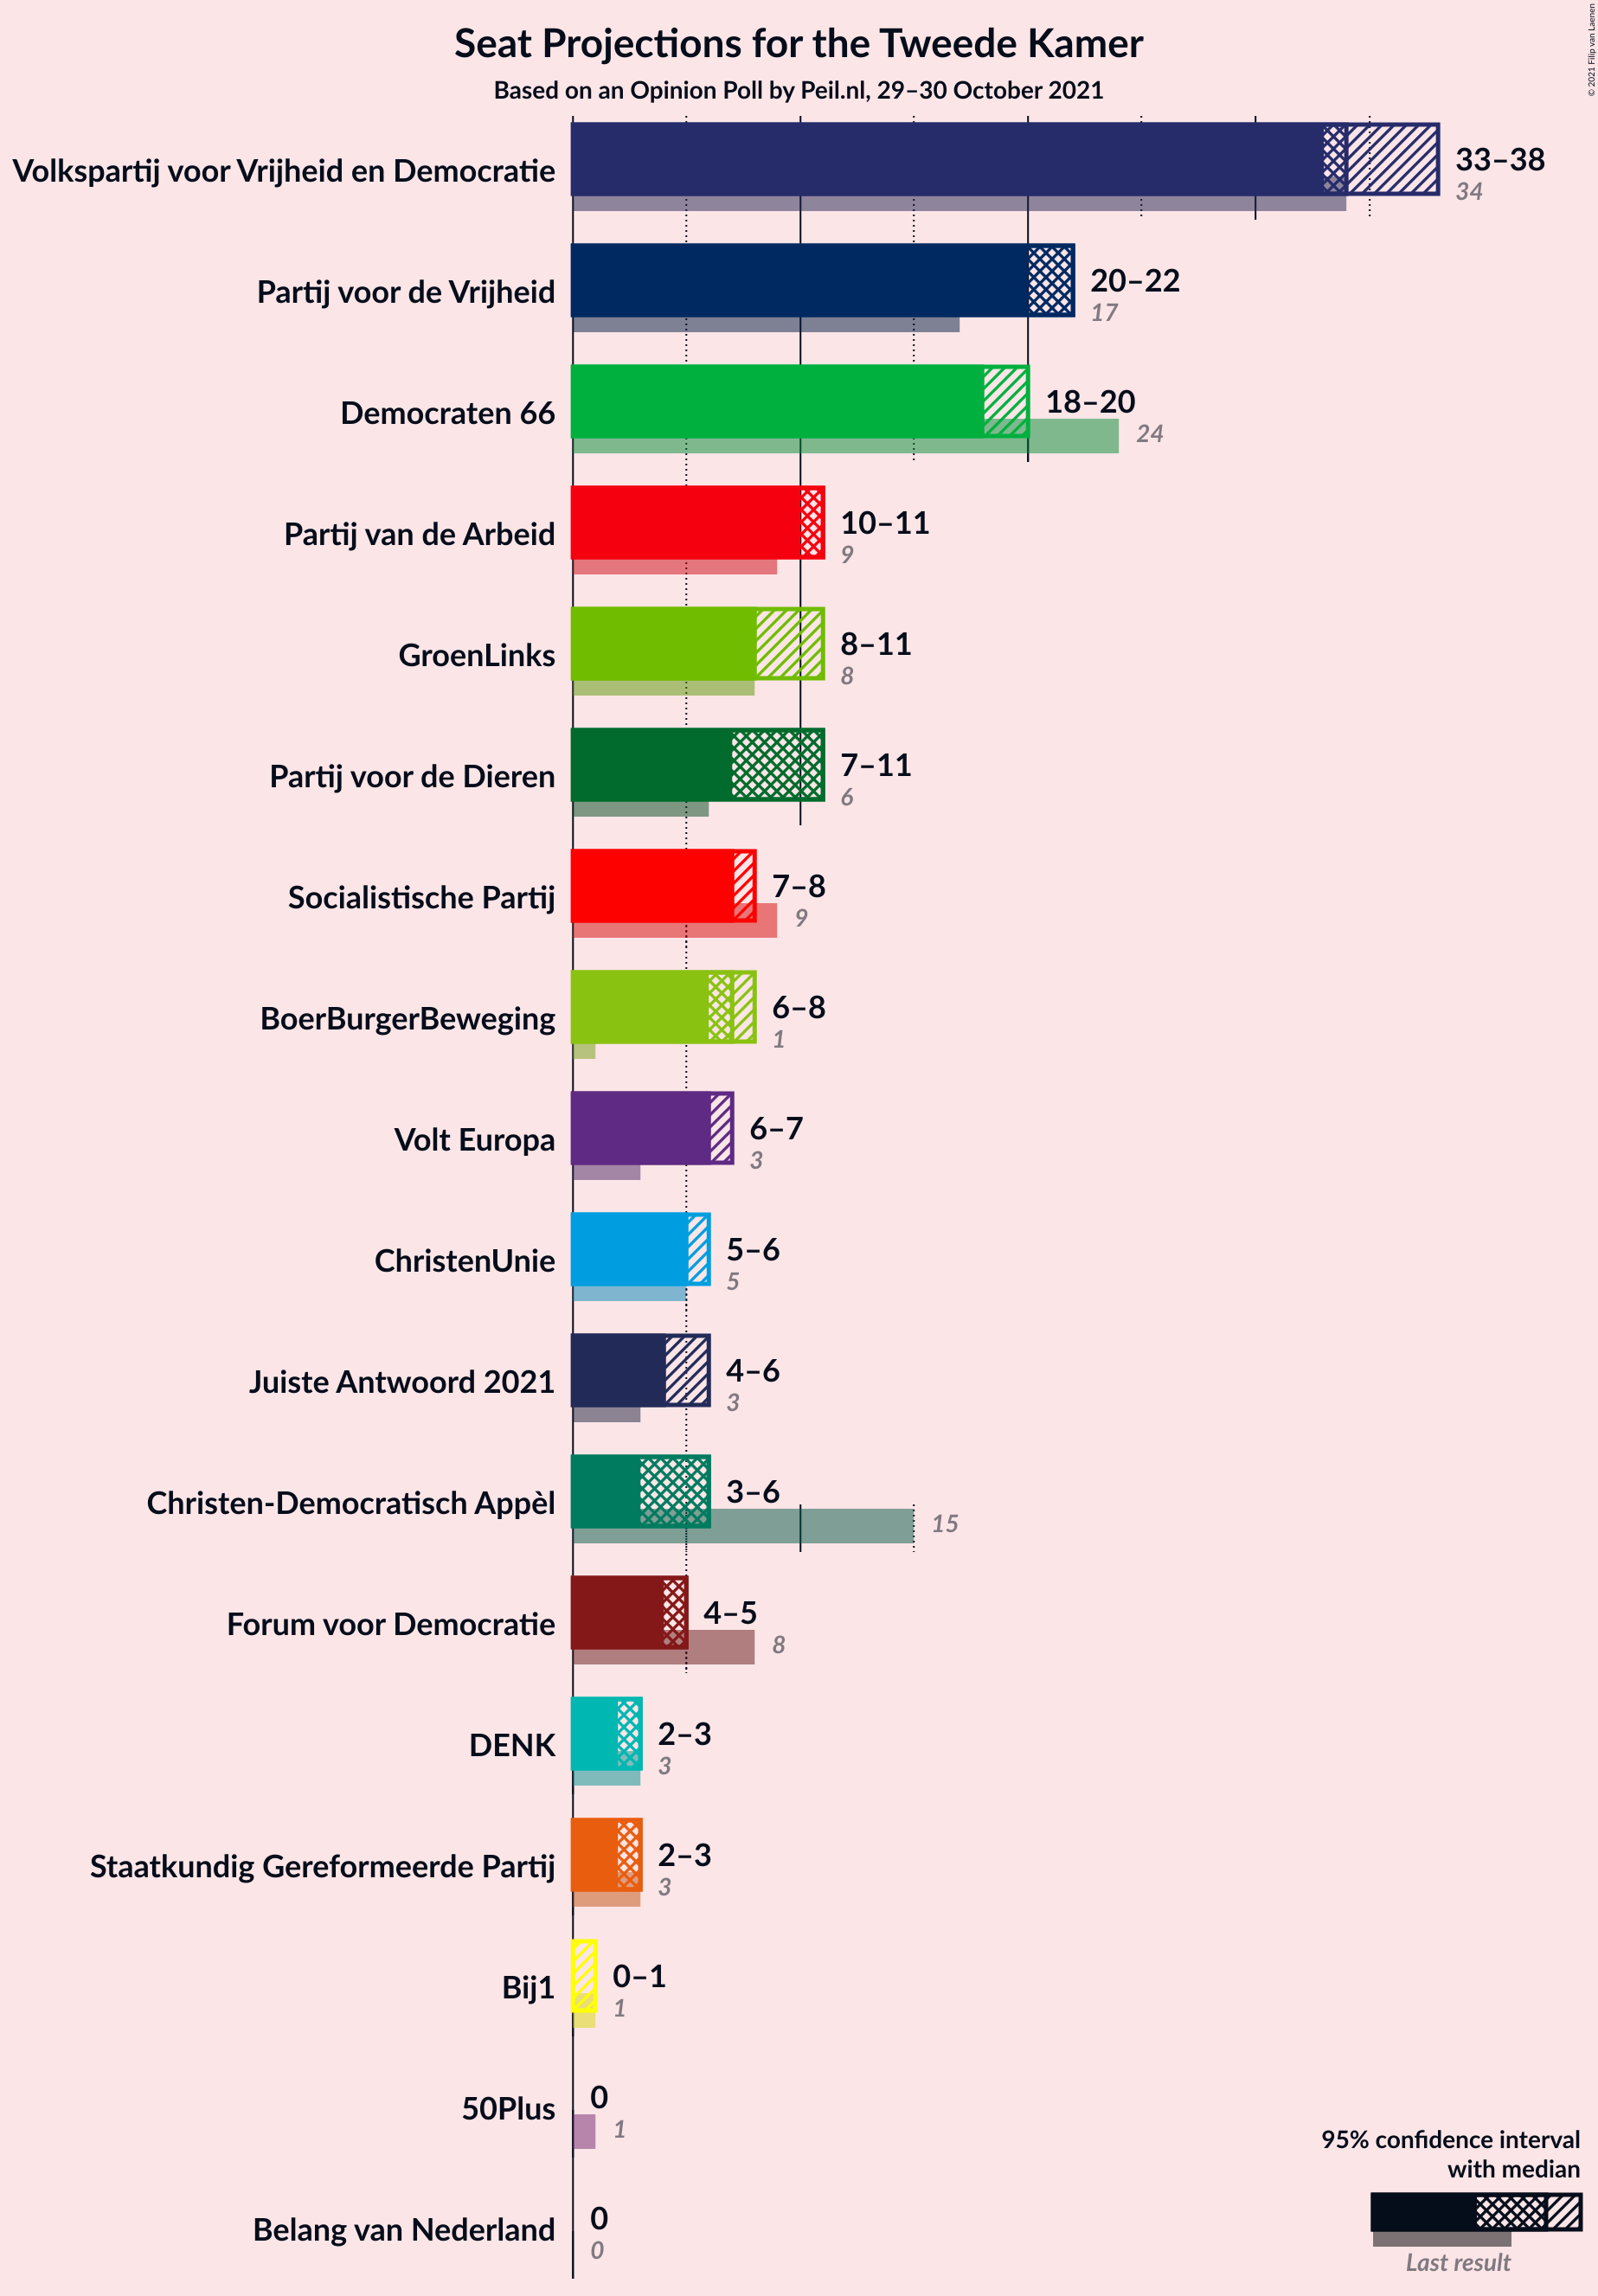 Seat Projections for the Tweede Kamer
Based on an Opinion Poll by Peil.nl, 29–30 October 2021
© 2021 Filip van Laenen
Volkspartij voor Vrijheid en Democratie
33–38
34
Partij voor de Vrijheid
20–22
17
Democraten 66
18–20
24
Partij van de Arbeid
10–11
9
GroenLinks
8–11
8
Partij voor de Dieren
7–11
6
Socialistische Partij
7–8
9
BoerBurgerBeweging
6–8
1
Volt Europa
6–7
3
ChristenUnie
5–6
5
Juiste Antwoord 2021
4–6
3
Christen-Democratisch Appèl
3–6
15
Forum voor Democratie
4–5
8
DENK
2–3
3
Staatkundig Gereformeerde Partij
2–3
3
Bij1
0–1
1
50Plus
0
1
Belang van Nederland
0
0
95% confidence interval
with median
Last result